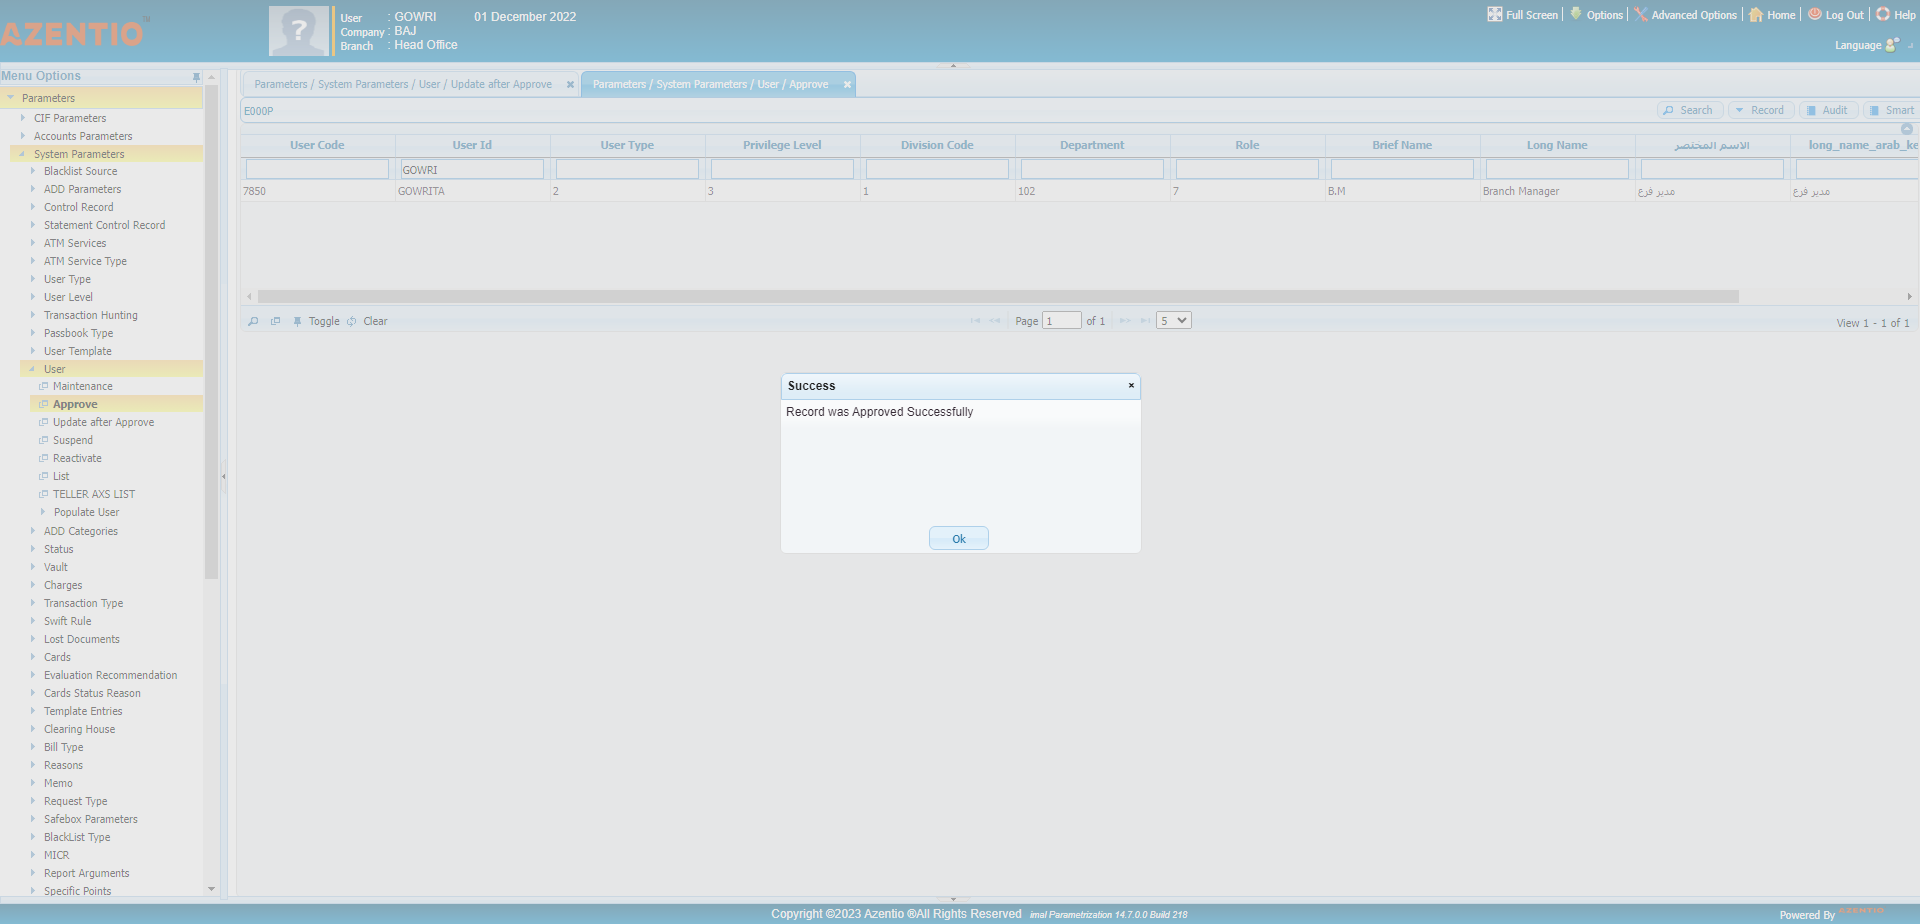 AZENTIO TM
User : GOWRI 01 December 2022
Company : BAJ
Branch : Head Office
Full Screen Options Advanced Options Home Log Out Help
Language
Menu Options
Parameters
CIF Parameters
Accounts Parameters
System Parameters
Blacklist Source
ADD Parameters
Control Record
Statement Control Record
ATM Services
ATM Service Type
User Type
User Level
Transaction Hunting
Passbook Type
User Template
User
Maintenance
Approve
Update after Approve
Suspend
Reactivate
List
TELLER AXS LIST
Populate User
ADD Categories
Status
Vault
Charges
Transaction Type
Swift Rule
Lost Documents
Cards
Evaluation Recommendation
Cards Status Reason
Template Entries
Clearing House
Bill Type
Reasons
Memo
Request Type
Safebox Parameters
BlackList Type
MICR
Report Arguments
Specific Points
Parameters / System Parameters / User / Update after Approve
Parameters / System Parameters / User / Approve
E000P
Search Record Audit Smart
User Code User Id User Type Privilege Level Division Code Department Role Brief Name Long Name الاسم المختصر long_name_arab_ke
GOWRI
7850 GOWRITA 2 3 1 102 7 B.M Branch Manager مدير فرع مدير فرع
Toggle Clear Page 1 of 1 5 View 1 - 1 of 1
Success
Record was Approved Successfully
Ok
Copyright ©2023 Azentio ®All Rights Reserved imal Parametrization 14.7.0.0 Build 218
Powered By AZENTIO